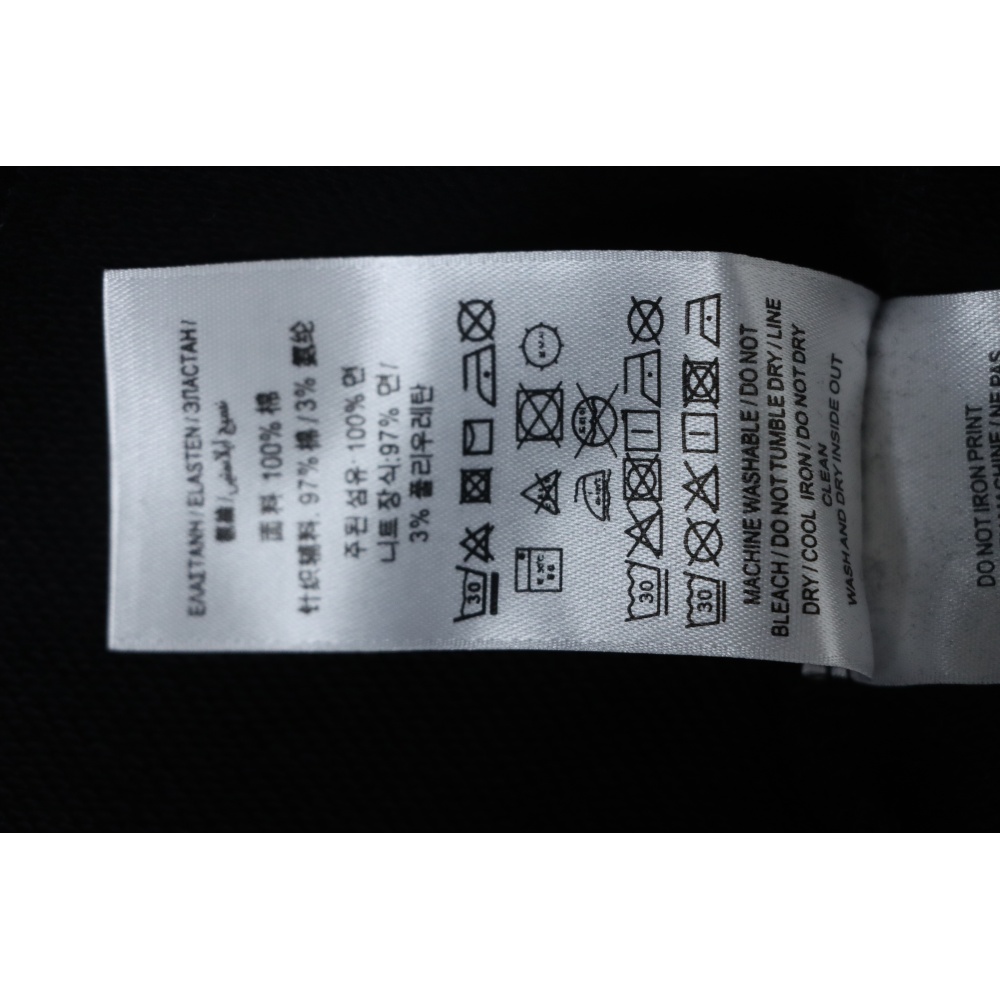 ΕΛΑΣΤΑΝΗ / ELASTEN / ЭЛАСТАН /
面料 100% 棉
针织辅料: 97% 棉 / 3% 氨纶
주된섬유: 100% 면
니트장식:97% 면 /
3% 폴리우레탄
30
30
30
MACHINE WASHABLE / DO NOT
BLEACH / DO NOT TUMBLE DRY / LINE
DRY / COOL IRON / DO NOT DRY
CLEAN
WASH AND DRY INSIDE OUT
DO NOT IRON PRINT